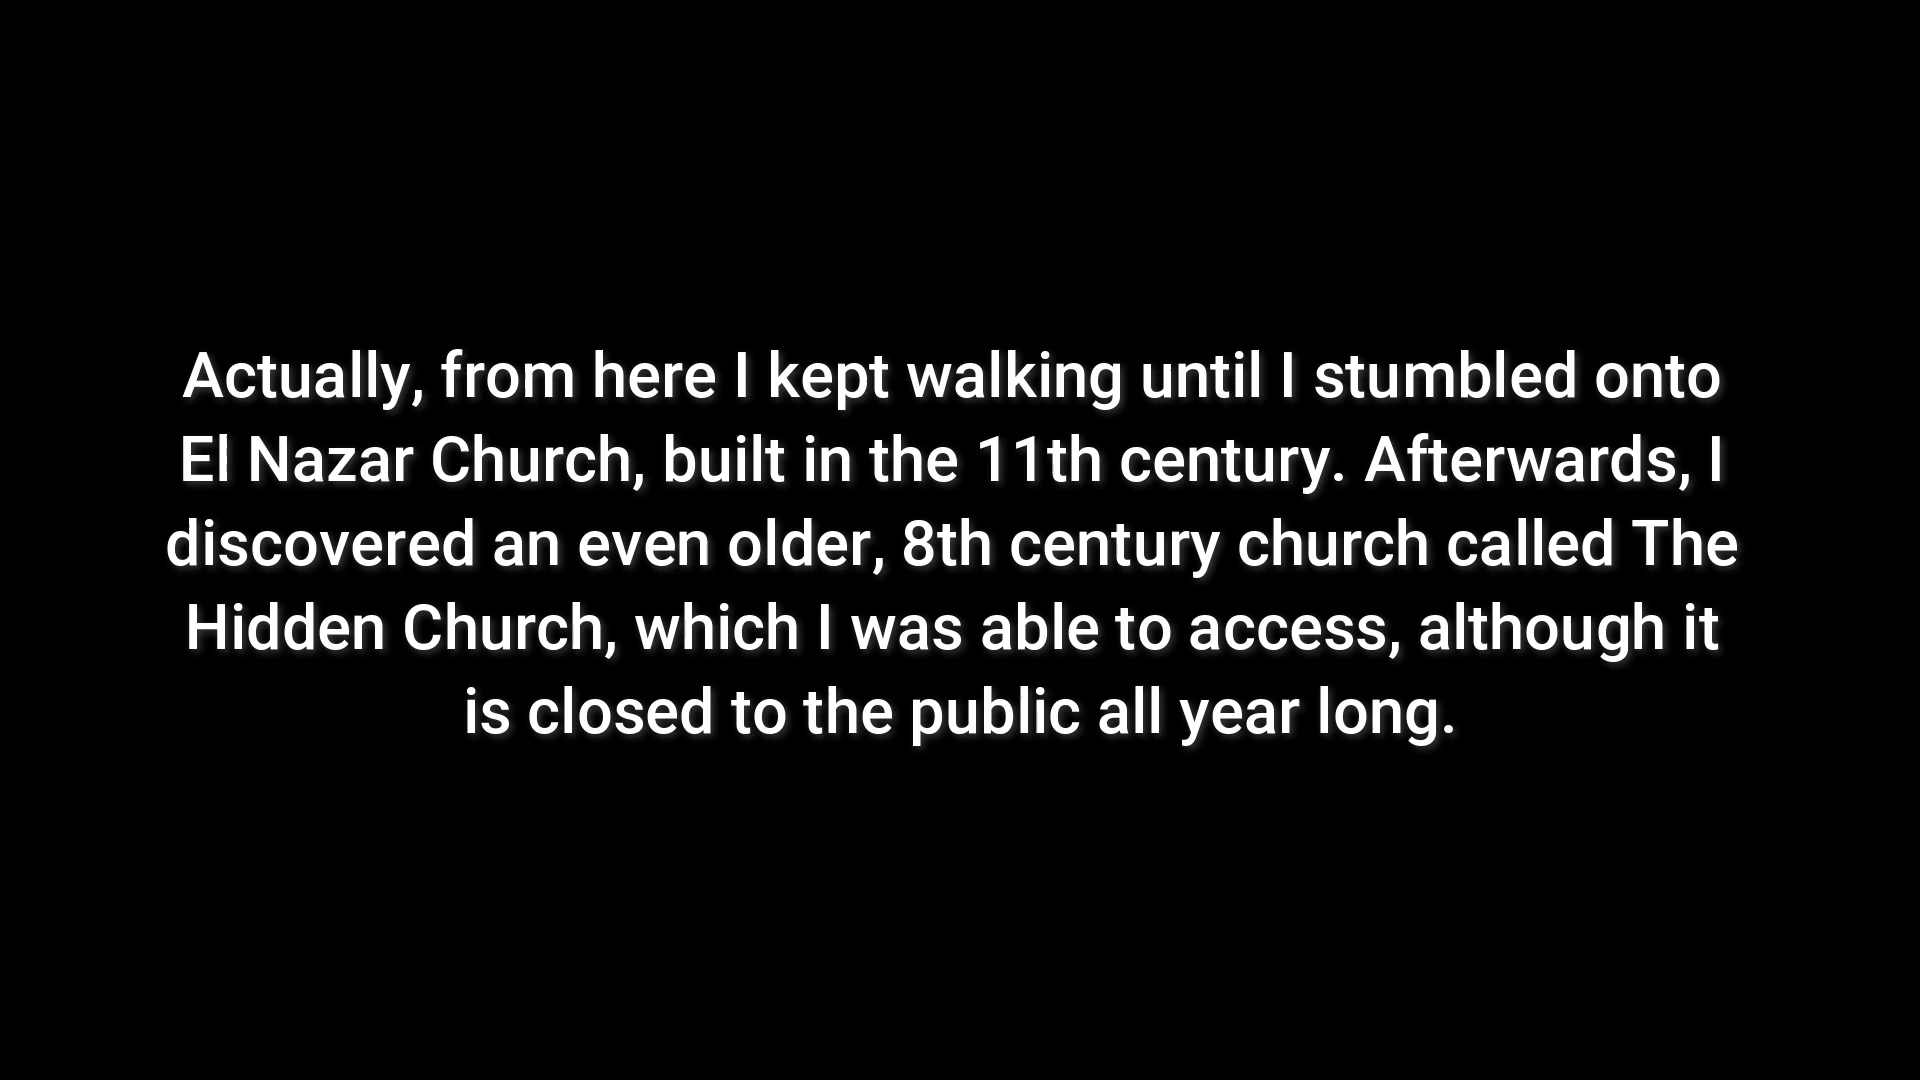 Actually, from here I kept walking until I stumbled onto
El Nazar Church, built in the 11th century. Afterwards, I
discovered an even older, 8th century church called The
Hidden Church, which I was able to access, although it
is closed to the public all year long.